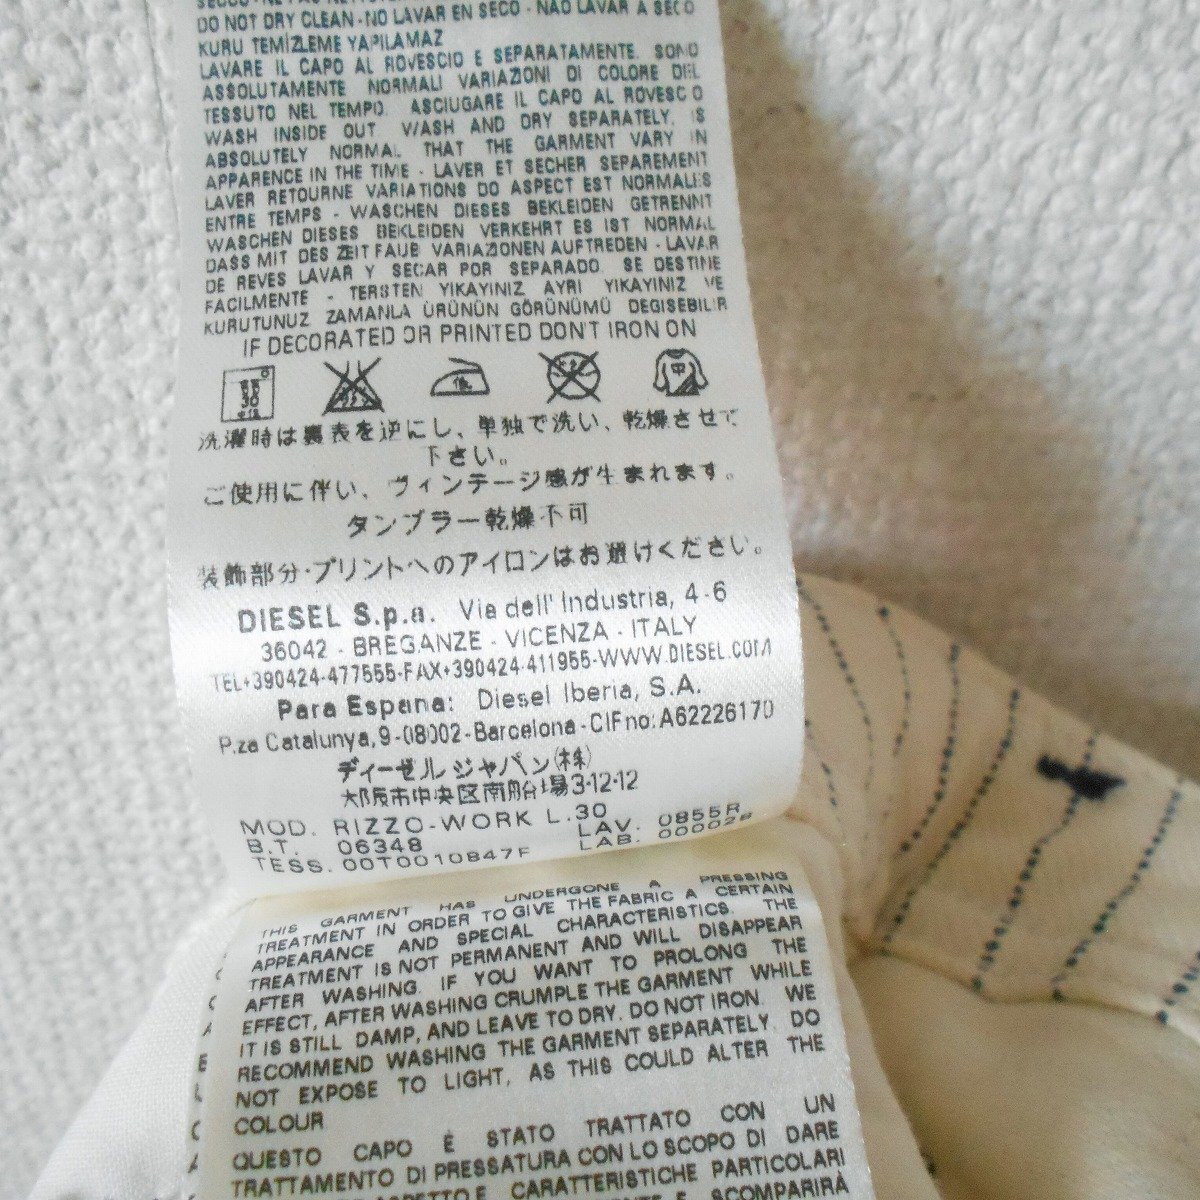 DO NOT DRY CLEAN - NO LAVAR EN SECO - NAO LAVAR A SECO
KURU TEMİZLEME YAPILAMAZ
LAVARE IL CAPO AL ROVESCIO E SEPARATAMENTE. SONO
ASSOLUTAMENTE NORMALI VARIAZIONI DI COLORE DEL
TESSUTO NEL TEMPO. ASCIUGARE IL CAPO AL ROVESCIO
WASH INSIDE OUT. WASH AND DRY SEPARATELY. IS
ABSOLUTELY NORMAL THAT THE GARMENT VARY IN
APPARENCE IN THE TIME - LAVER ET SECHER SEPAREMENT
LAVER RETOURNE VARIATIONS DO ASPECT EST NORMALES
ENTRE TEMPS - WASCHEN DIESES BEKLEIDEN GETRENNT
WASCHEN DIESES BEKLEIDEN VERKEHRT ES IST NORMAL
DASS MIT DES ZEIT FAUB VARIAZIONEN AUFTREDEN - LAVAR
DE REVES LAVAR Y SECAR POR SEPARADO. SE DESTINE
FACILMENTE - TERSTEN YIKAYINIZ AYRI YIKAYINIZ VE
KURUTUNUZ ZAMANLA ÜRÜNÜN GÖRÜNÜMÜ DEGISEBILIR
IF DECORATED OR PRINTED DON'T IRON ON
洗濯時は裏表を逆にし、単独で洗い、乾燥させて
下さい。
ご使用に伴い、ヴィンテージ感が生まれます。
タンブラー乾燥不可
装飾部分・プリントへのアイロンはお避けください。
DIESEL S.p.a. Via dell' Industria, 4-6
36042 - BREGANZE - VICENZA - ITALY
TEL+390424-477555-FAX+390424-411955-WWW.DIESEL.COM
Para Espana: Diesel Iberia, S.A.
P.za Catalunya,9-08002-Barcelona-CIFno:A62226170
ディーゼルジャパン(株)
大阪市中央区南船場3-12-12
MOD. RIZZO-WORK L.30
B.T. 06348 LAV. 0855R
TESS. 00T0010847F LAB.
THIS GARMENT HAS UNDERGONE A PRESSING
TREATMENT IN ORDER TO GIVE THE FABRIC A CERTAIN
APPEARANCE AND SPECIAL CHARACTERISTICS. THE
TREATMENT IS NOT PERMANENT AND WILL DISAPPEAR
AFTER WASHING. IF YOU WANT TO PROLONG THE
EFFECT, AFTER WASHING CRUMPLE THE GARMENT WHILE
IT IS STILL DAMP, AND LEAVE TO DRY. DO NOT IRON. WE
RECOMMEND WASHING THE GARMENT SEPARATELY. DO
NOT EXPOSE TO LIGHT, AS THIS COULD ALTER THE
COLOUR
QUESTO CAPO È STATO TRATTATO CON UN
TRATTAMENTO DI PRESSATURA CON LO SCOPO DI DARE
CARATTERISTICHE PARTICOLARI
E SCOMPARIRÀ